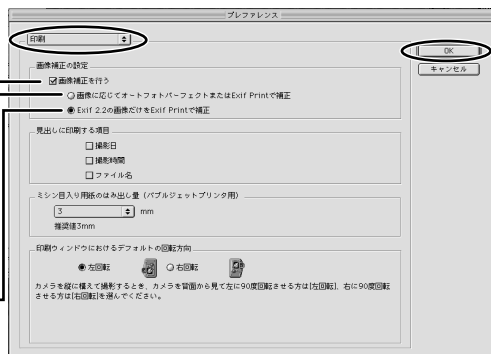 プレファレンス
印刷
OK
キャンセル
画像補正の設定
画像補正を行う
画像に応じてオートフォトパーフェクトまたはExif Printで補正
Exif 2.2の画像だけをExif Printで補正
見出しに印刷する項目
撮影日
撮影時間
ファイル名
ミシン目入り用紙のはみ出し量（バブルジェットプリンタ用）
3 mm
推奨値3mm
印刷ウィンドウにおけるデフォルトの回転方向
左回転 右回転
カメラを縦に構えて撮影するとき、カメラを背面から見て左に90度回転させる方は[左回転]、右に90度回転
させる方は[右回転]を選んでください。